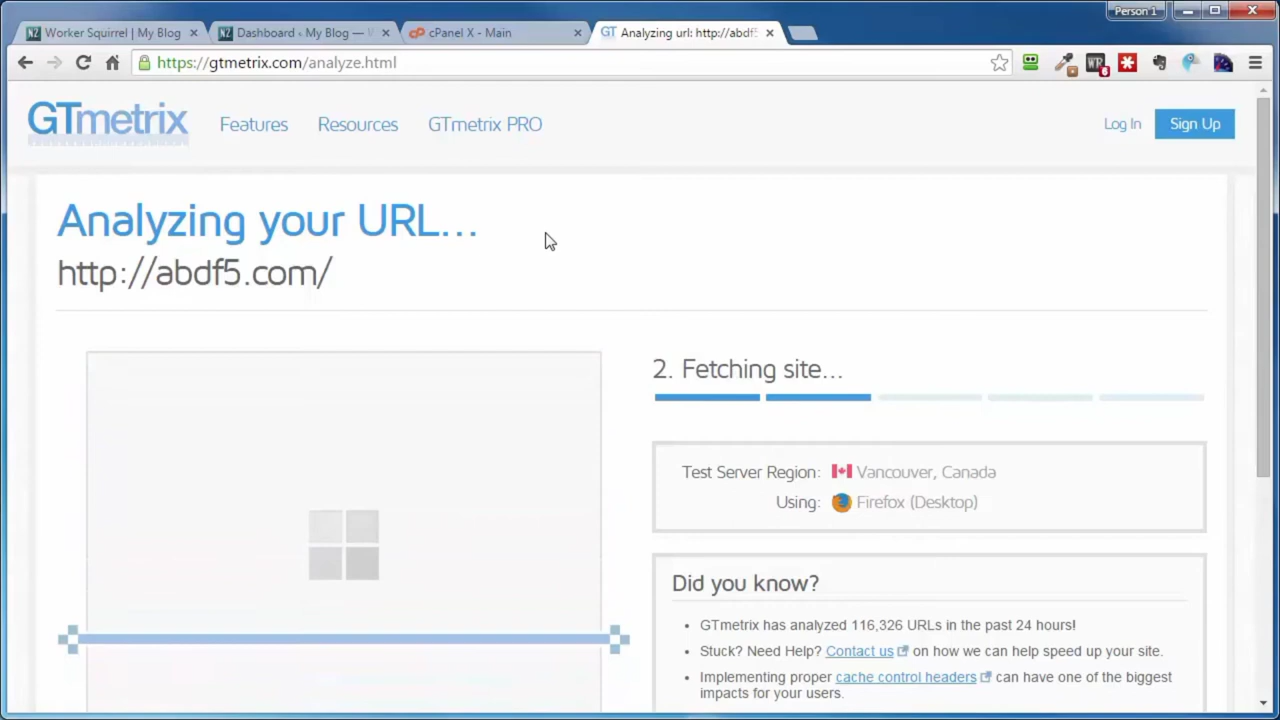 Person 1
Worker Squirrel | My Blog
Dashboard ‹ My Blog —
cPanel X - Main
GT Analyzing url: http://abdf5
https://gtmetrix.com/analyze.html
GTmetrix
Features
Resources
GTmetrix PRO
Log In
Sign Up
Analyzing your URL...
http://abdf5.com/
2. Fetching site...
Test Server Region: Vancouver, Canada
Using: Firefox (Desktop)
Did you know?
• GTmetrix has analyzed 116,326 URLs in the past 24 hours!
• Stuck? Need Help? Contact us on how we can help speed up your site.
• Implementing proper cache control headers can have one of the biggest
impacts for your users.